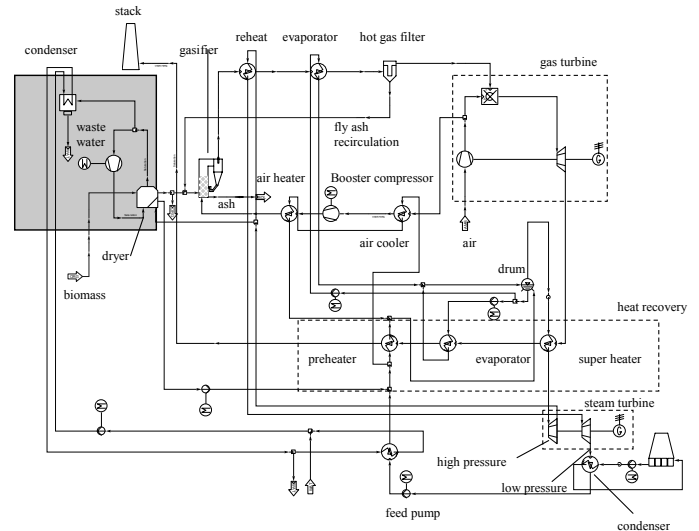 stack
condenser
gasifier
reheat
evaporator
hot gas filter
gas turbine
waste
water
fly ash
recirculation
G
air heater
Booster compressor
ash
air cooler
air
dryer
biomass
drum
heat recovery
preheater
evaporator
super heater
steam turbine
G
high pressure
low pressure
feed pump
condenser